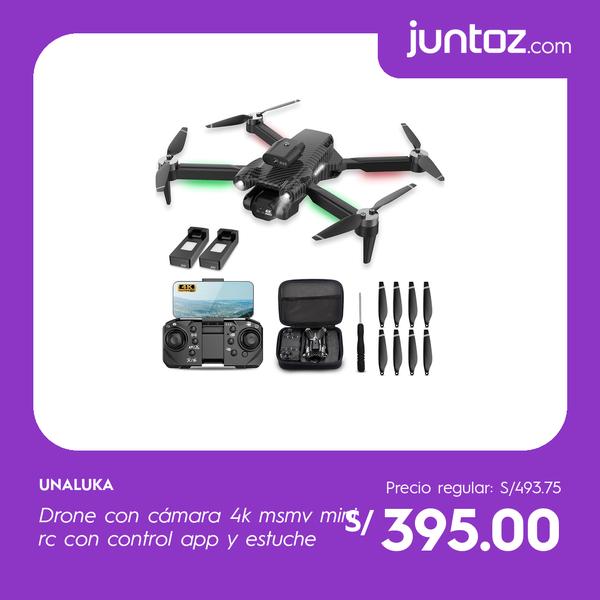 juntoz.com
4K
UNALUKA
Precio regular: S/493.75
Drone con cámara 4k msmv mini
rc con control app y estuche
S/ 395.00